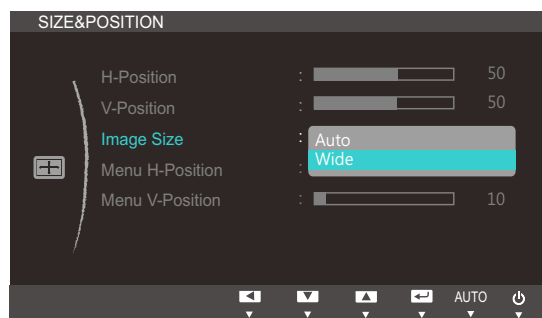 SIZE&POSITION
H-Position : 50
V-Position : 50
Image Size : Auto
Wide
Menu H-Position :
Menu V-Position : 10
AUTO